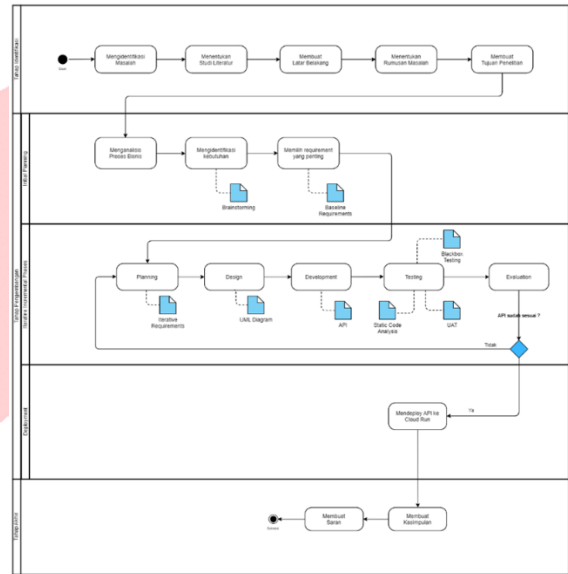 Tahap Identifikasi
Start
Mengidentifikasi
Masalah
Menentukan
Studi Literatur
Membuat
Latar Belakang
Menentukan
Rumusan Masalah
Membuat
Tujuan Penelitian
Tahap Pengembangan
Initial Planning
Menganalisis
Proses Bisnis
Mengidentifikasi
kebutuhan
Memilih requirement
yang penting
Brainstorming
Baseline
Requirements
Iterative Incremental Process
Blackbox
Testing
Planning
Design
Development
Testing
Evaluation
Iterative
Requirements
UML Diagram
API
Static Code
Analysis
UAT
API sudah sesuai ?
Tidak
Deployment
Ya
Mendeploy API ke
Cloud Run
Tahap Akhir
Membuat
Saran
Membuat
Kesimpulan